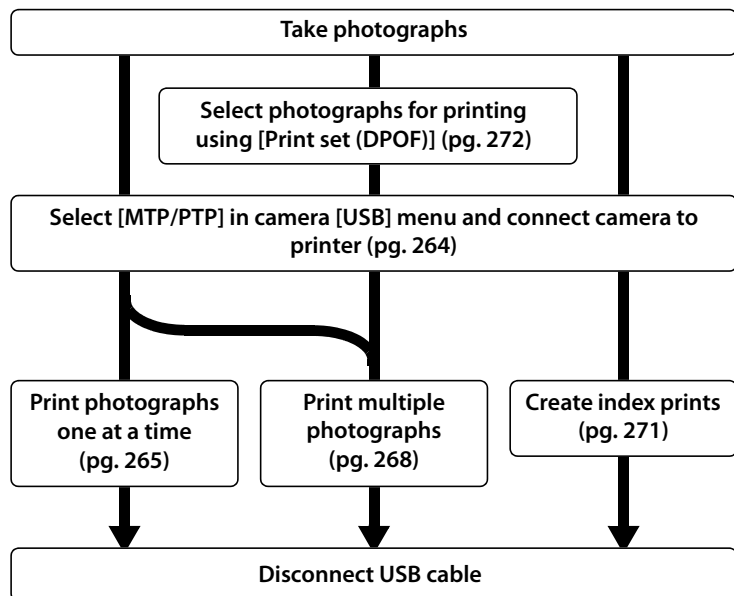 Take photographs
Select photographs for printing
using [Print set (DPOF)] (pg. 272)
Select [MTP/PTP] in camera [USB] menu and connect camera to
printer (pg. 264)
Print photographs
one at a time
(pg. 265)
Print multiple
photographs
(pg. 268)
Create index prints
(pg. 271)
Disconnect USB cable